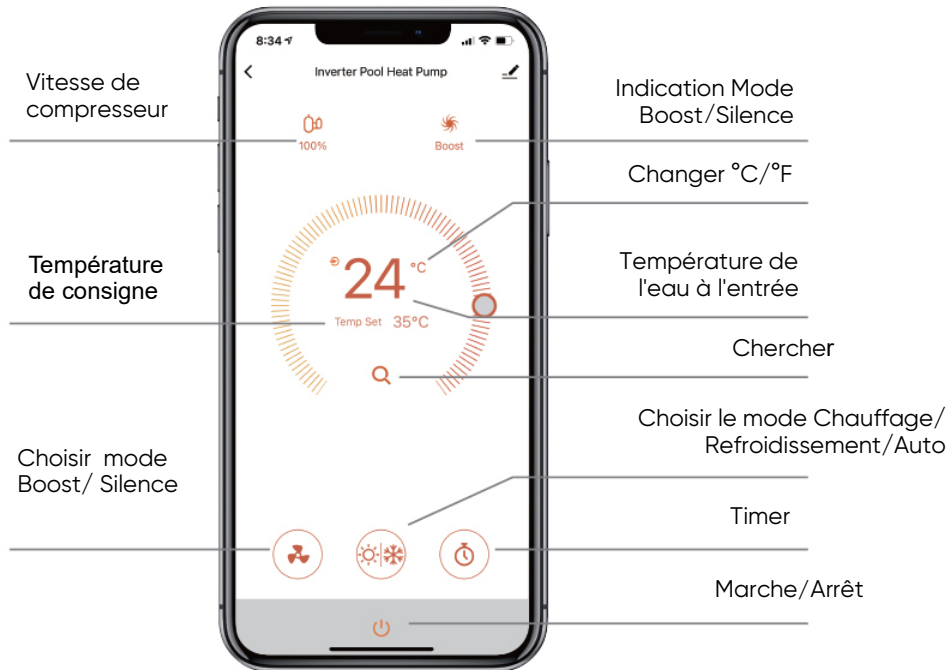 8:34
Inverter Pool Heat Pump
Vitesse de
compresseur
100%
Boost
Indication Mode
Boost/Silence
Changer °C/°F
Température
de consigne
24 °C
Temp Set 35°C
Température de
l'eau à l'entrée
Chercher
Choisir le mode Chauffage/
Refroidissement/Auto
Choisir mode
Boost/ Silence
Timer
Marche/Arrêt